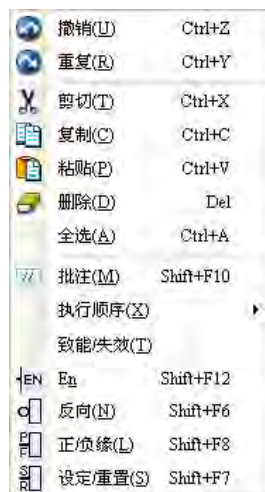 撤销(U) Ctrl+Z
重复(R) Ctrl+Y
剪切(T) Ctrl+X
复制(C) Ctrl+C
粘贴(P) Ctrl+V
删除(D) Del
全选(A) Ctrl+A
批注(M) Shift+F10
执行顺序(X)
致能/失效(I)
EN En Shift+F12
反向(N) Shift+F6
P F 正/负缘(L) Shift+F8
S R 设定/重置(S) Shift+F7